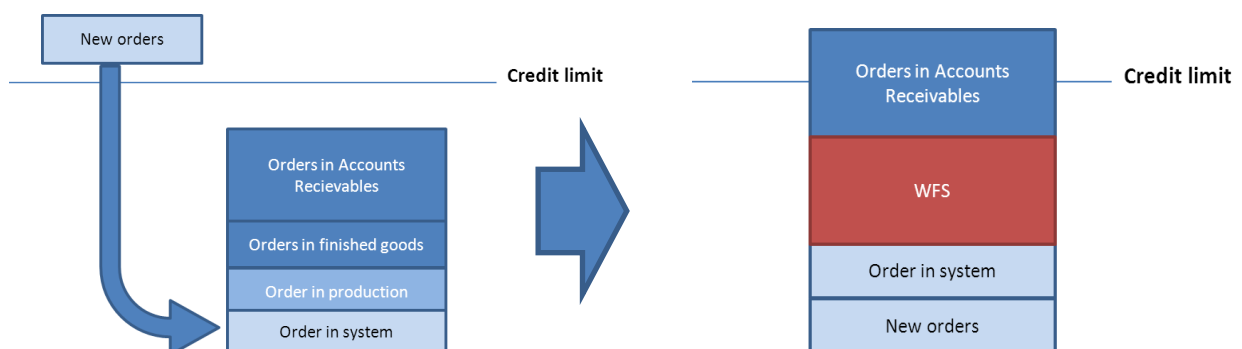 New orders
Credit limit
Orders in Accounts
Recievables
Orders in finished goods
Order in production
Order in system
Orders in Accounts
Receivables
Credit limit
WFS
Order in system
New orders